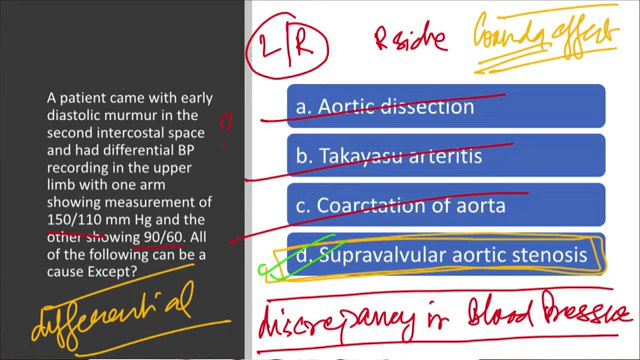 L/R
R side
Coanda effect
A patient came with early
diastolic murmur in the
second intercostal space
and had differential BP
recording in the upper
limb with one arm
showing measurement of
150/110 mm Hg and the
other showing 90/60. All
of the following can be a
cause Except?
?
a. Aortic dissection
b. Takayasu arteritis
c. Coarctation of aorta
d. Supravalvular aortic stenosis
differential
discrepancy in Blood Pressure